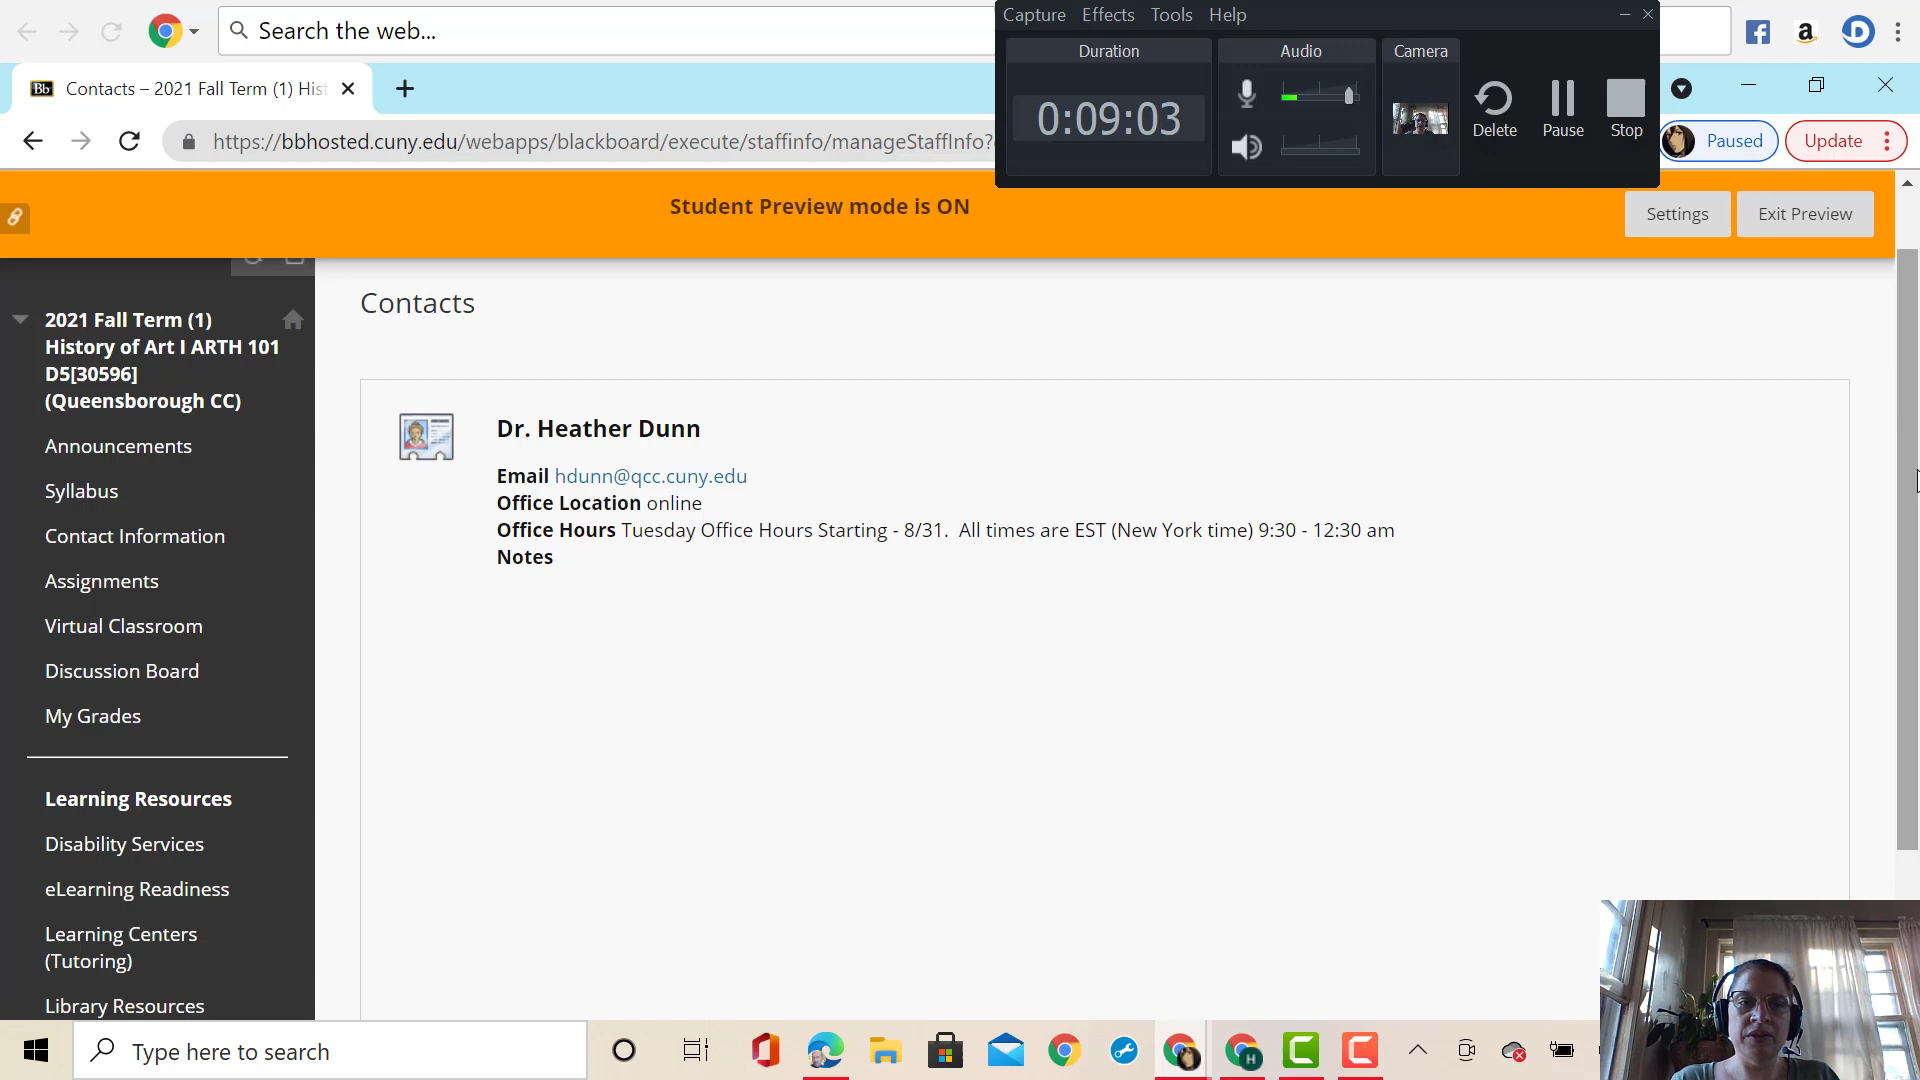 Capture Effects Tools Help
Search the web...
Duration
Audio
Camera
0:09:03
Delete
Pause
Stop
Bb
Contacts – 2021 Fall Term (1) Hist
https://bbhosted.cuny.edu/webapps/blackboard/execute/staffinfo/manageStaffInfo?
Paused
Update
Student Preview mode is ON
Settings
Exit Preview
Contacts
2021 Fall Term (1)
History of Art I ARTH 101
D5[30596]
(Queensborough CC)
Announcements
Syllabus
Contact Information
Assignments
Virtual Classroom
Discussion Board
My Grades
Learning Resources
Disability Services
eLearning Readiness
Learning Centers
(Tutoring)
Library Resources
Dr. Heather Dunn
Email hdunn@qcc.cuny.edu
Office Location online
Office Hours Tuesday Office Hours Starting - 8/31. All times are EST (New York time) 9:30 - 12:30 am
Notes
Type here to search